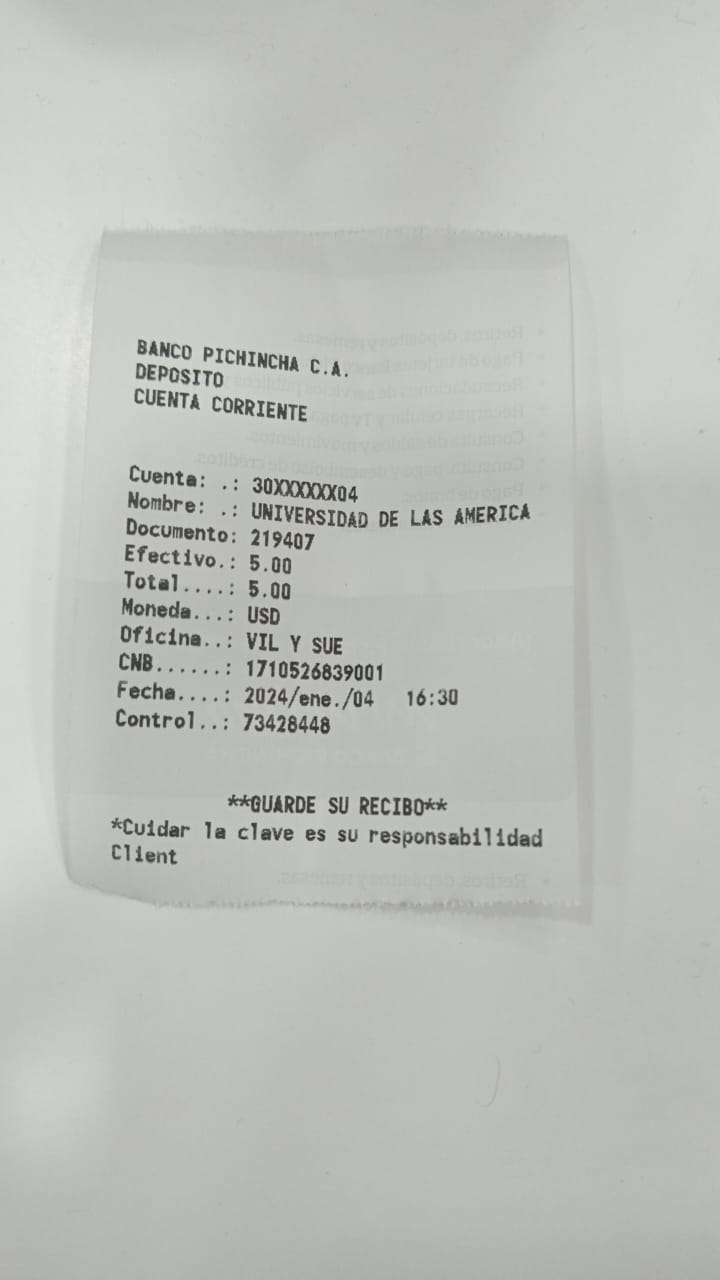 BANCO PICHINCHA C.A.
DEPOSITO
CUENTA CORRIENTE
Cuenta: .: 30XXXXXX04
Nombre: .: UNIVERSIDAD DE LAS AMERICA
Documento: 219407
Efectivo.: 5.00
Total....: 5.00
Moneda...: USD
Oficina..: VIL Y SUE
CNB......: 1710526839001
Fecha....: 2024/ene./04 16:30
Control..: 73428448
**GUARDE SU RECIBO**
*Cuidar la clave es su responsabilidad
Client